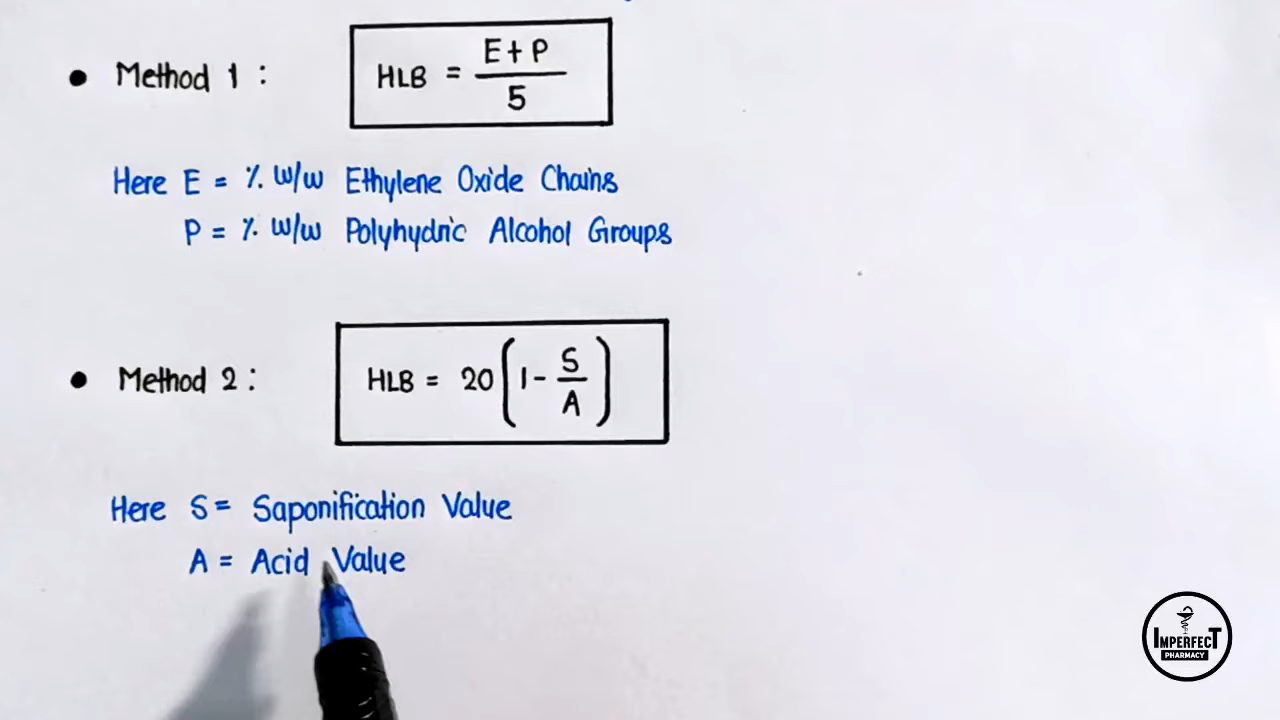 • Method 1 : HLB = E + P / 5
Here E = % w/w Ethylene Oxide Chains
P = % w/w Polyhydric Alcohol Groups
• Method 2 : HLB = 20 (1 - S / A)
Here S = Saponification Value
A = Acid Value
IMPERFECT
PHARMACY